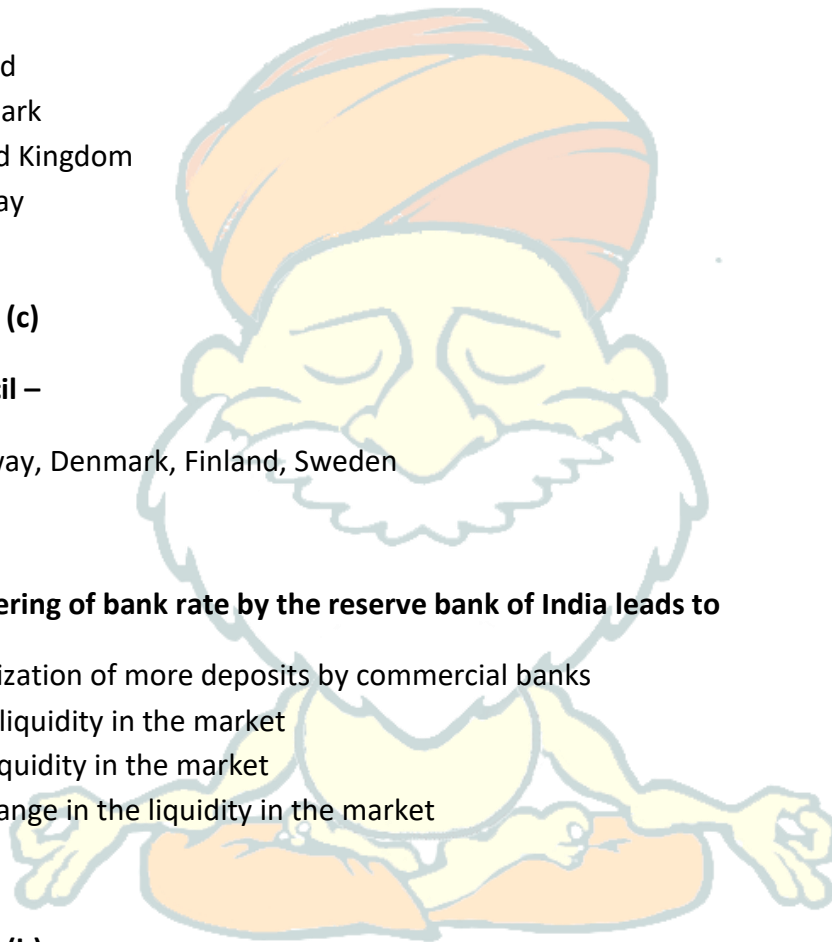 d
ark
d Kingdom
ay
(c)
il –
way, Denmark, Finland, Sweden
ering of bank rate by the reserve bank of India leads to
ization of more deposits by commercial banks
liquidity in the market
quidity in the market
ange in the liquidity in the market